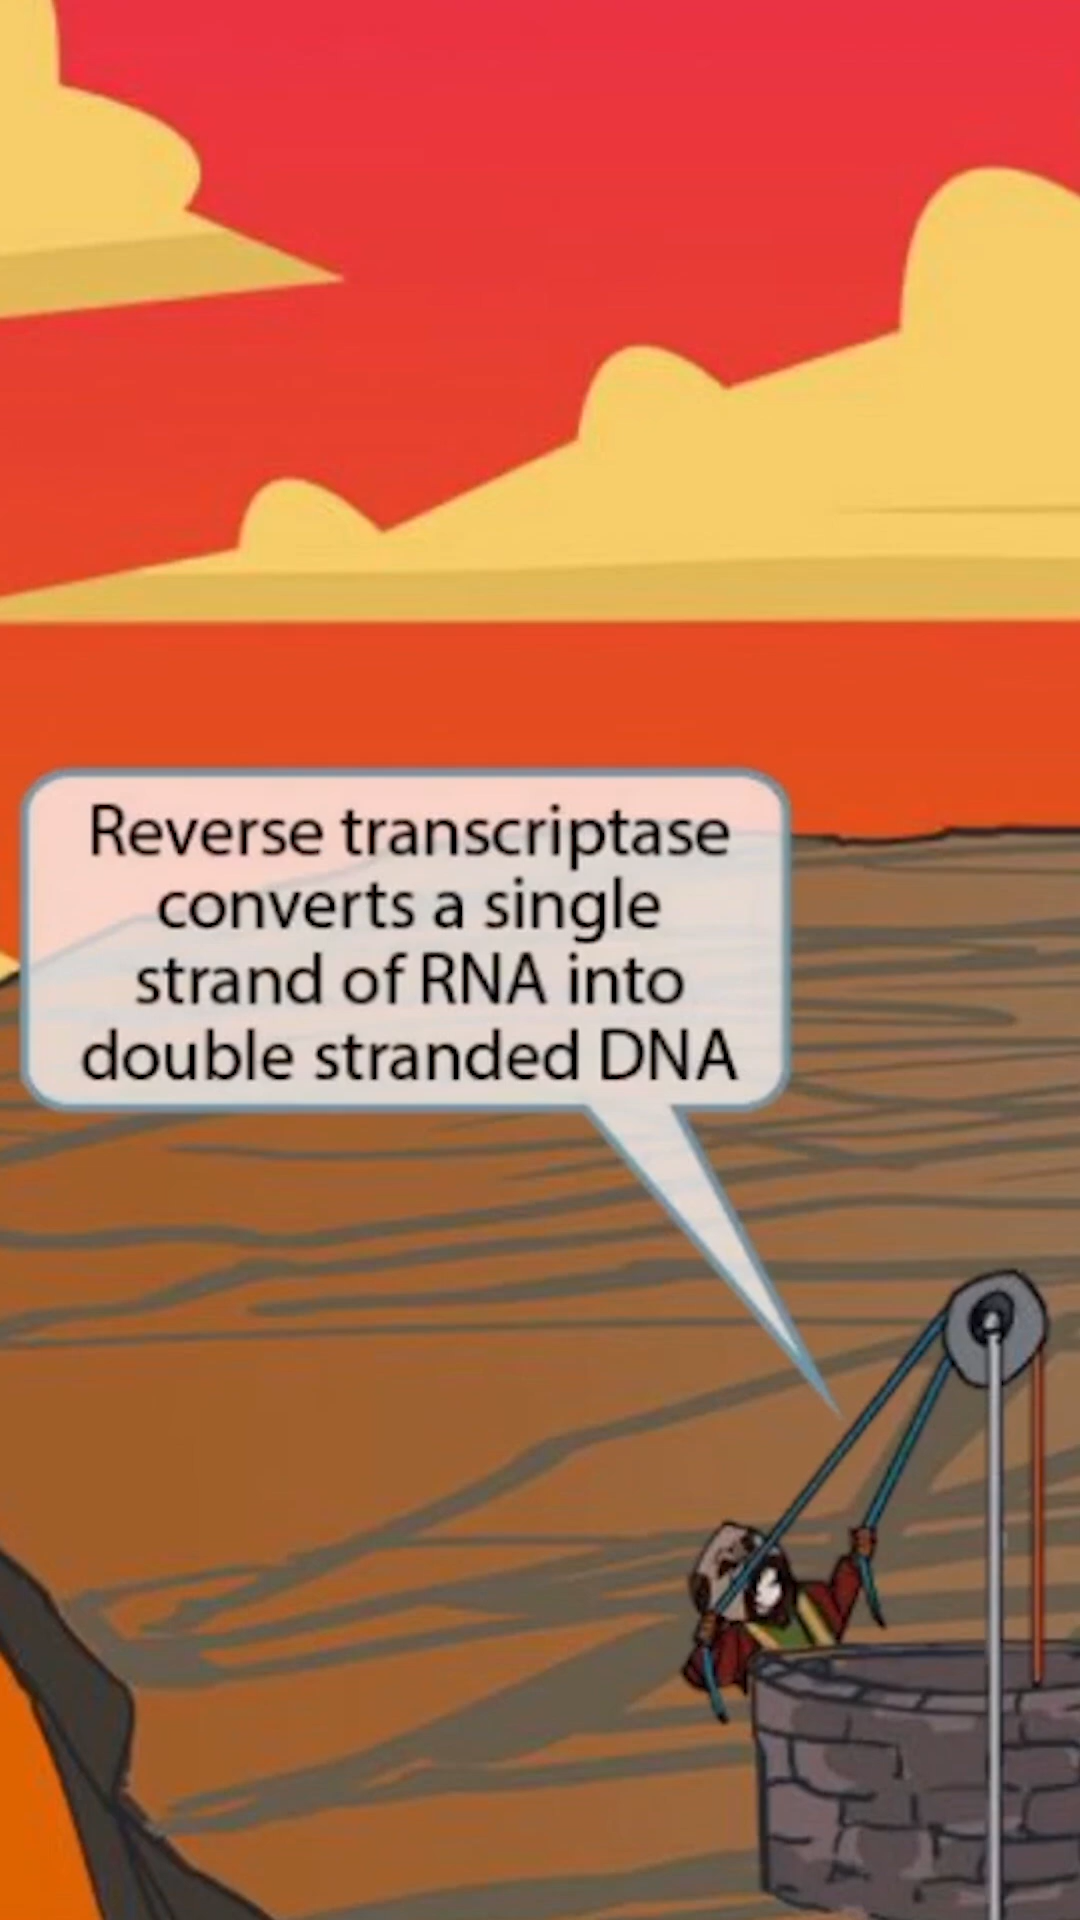 Reverse transcriptase
converts a single
strand of RNA into
double stranded DNA